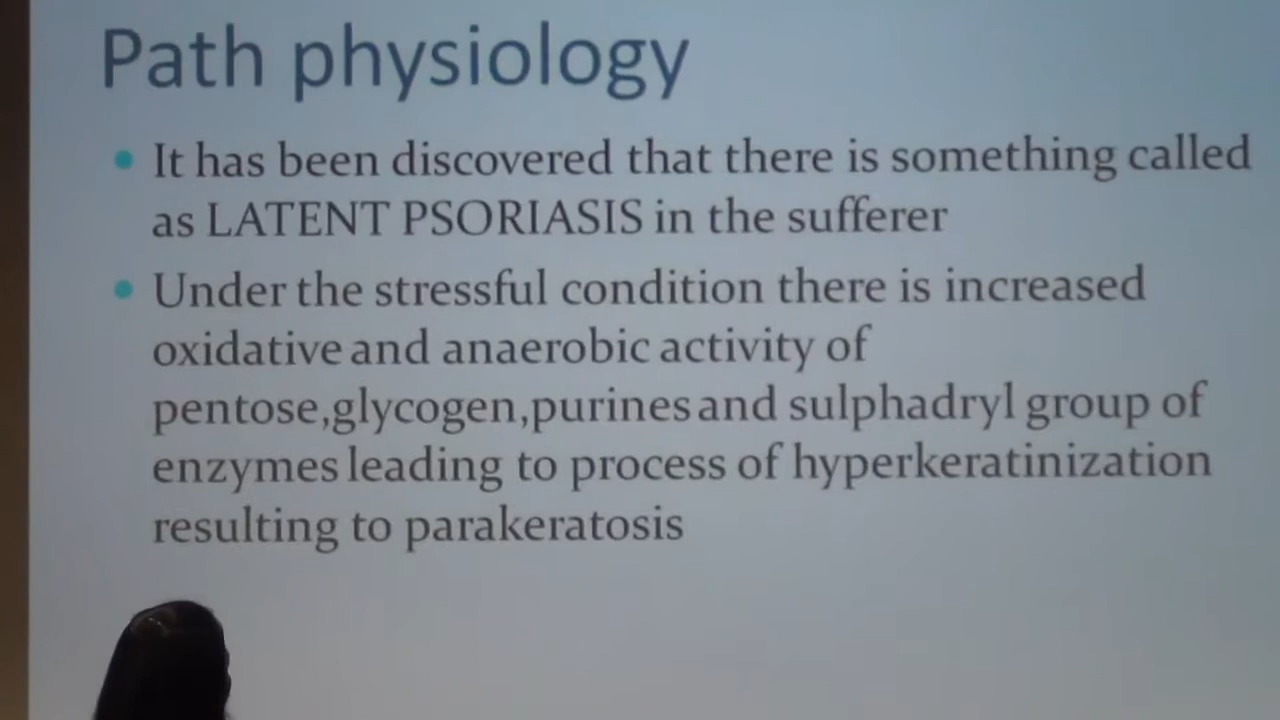 Path physiology
It has been discovered that there is something called
as LATENT PSORIASIS in the sufferer
Under the stressful condition there is increased
oxidative and anaerobic activity of
pentose,glycogen,purines and sulphadryl group of
enzymes leading to process of hyperkeratinization
resulting to parakeratosis